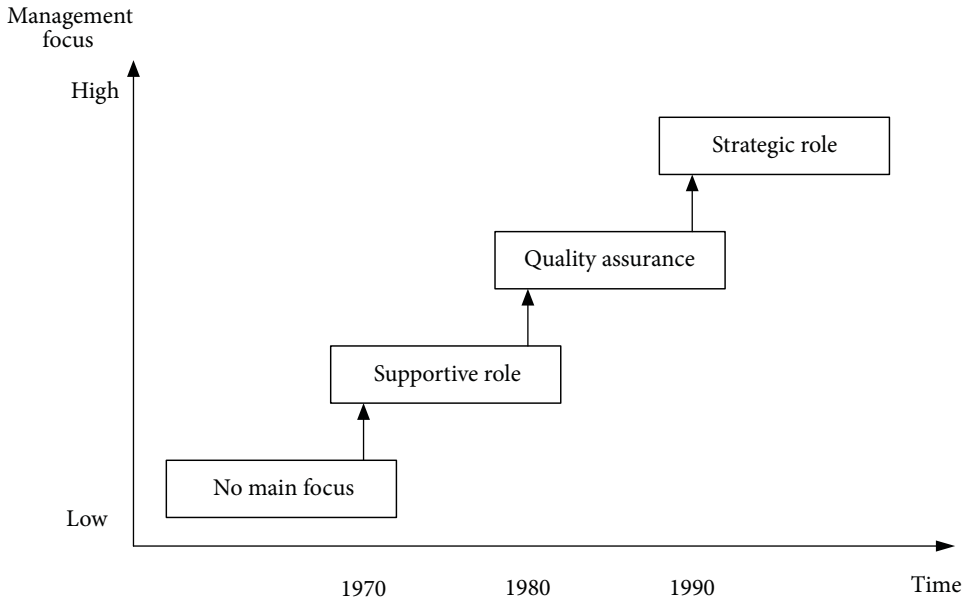 Management
focus
High
Strategic role
Quality assurance
Supportive role
No main focus
Low
1970 1980 1990 Time